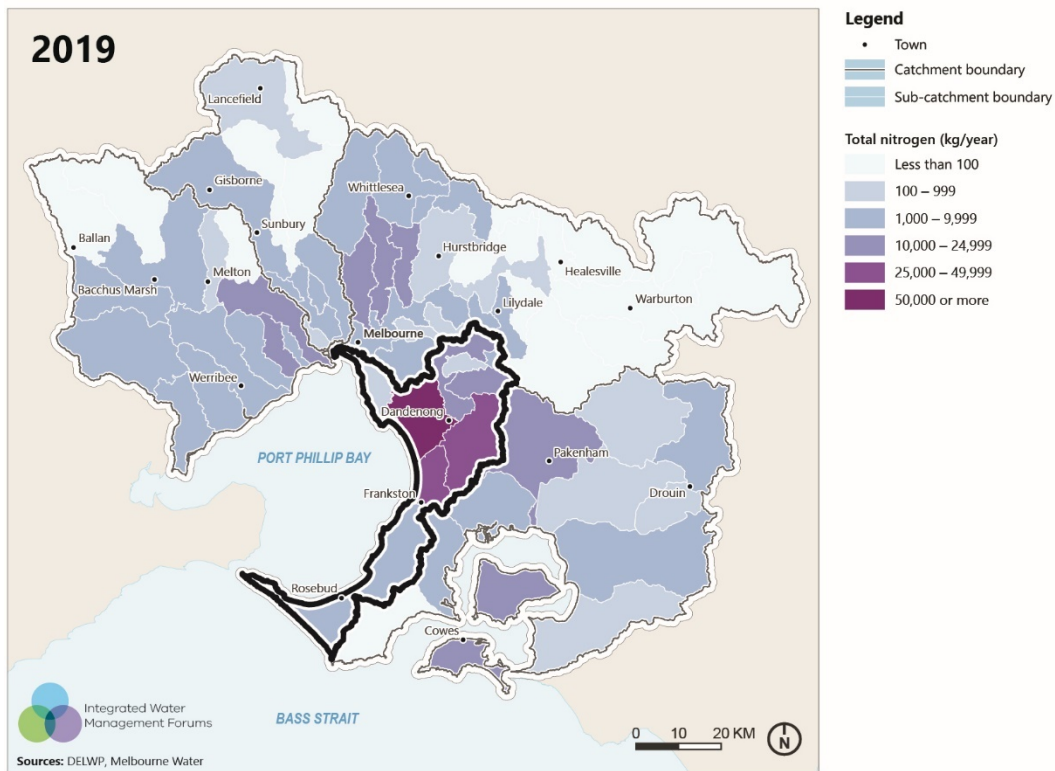 2019
Lancefield
Gisborne
Whittlesea
Sunbury
Ballan
Hurstbridge
Healesville
Melton
Bacchus Marsh
Lilydale
Warburton
Melbourne
Werribee
Dandenong
PORT PHILLIP BAY
Pakenham
Drouin
Frankston
Rosebud
Cowes
BASS STRAIT
Integrated Water
Management Forums
Sources: DELWP, Melbourne Water
0 10 20 KM
N
Legend
Town
Catchment boundary
Sub-catchment boundary
Total nitrogen (kg/year)
Less than 100
100 – 999
1,000 – 9,999
10,000 – 24,999
25,000 – 49,999
50,000 or more